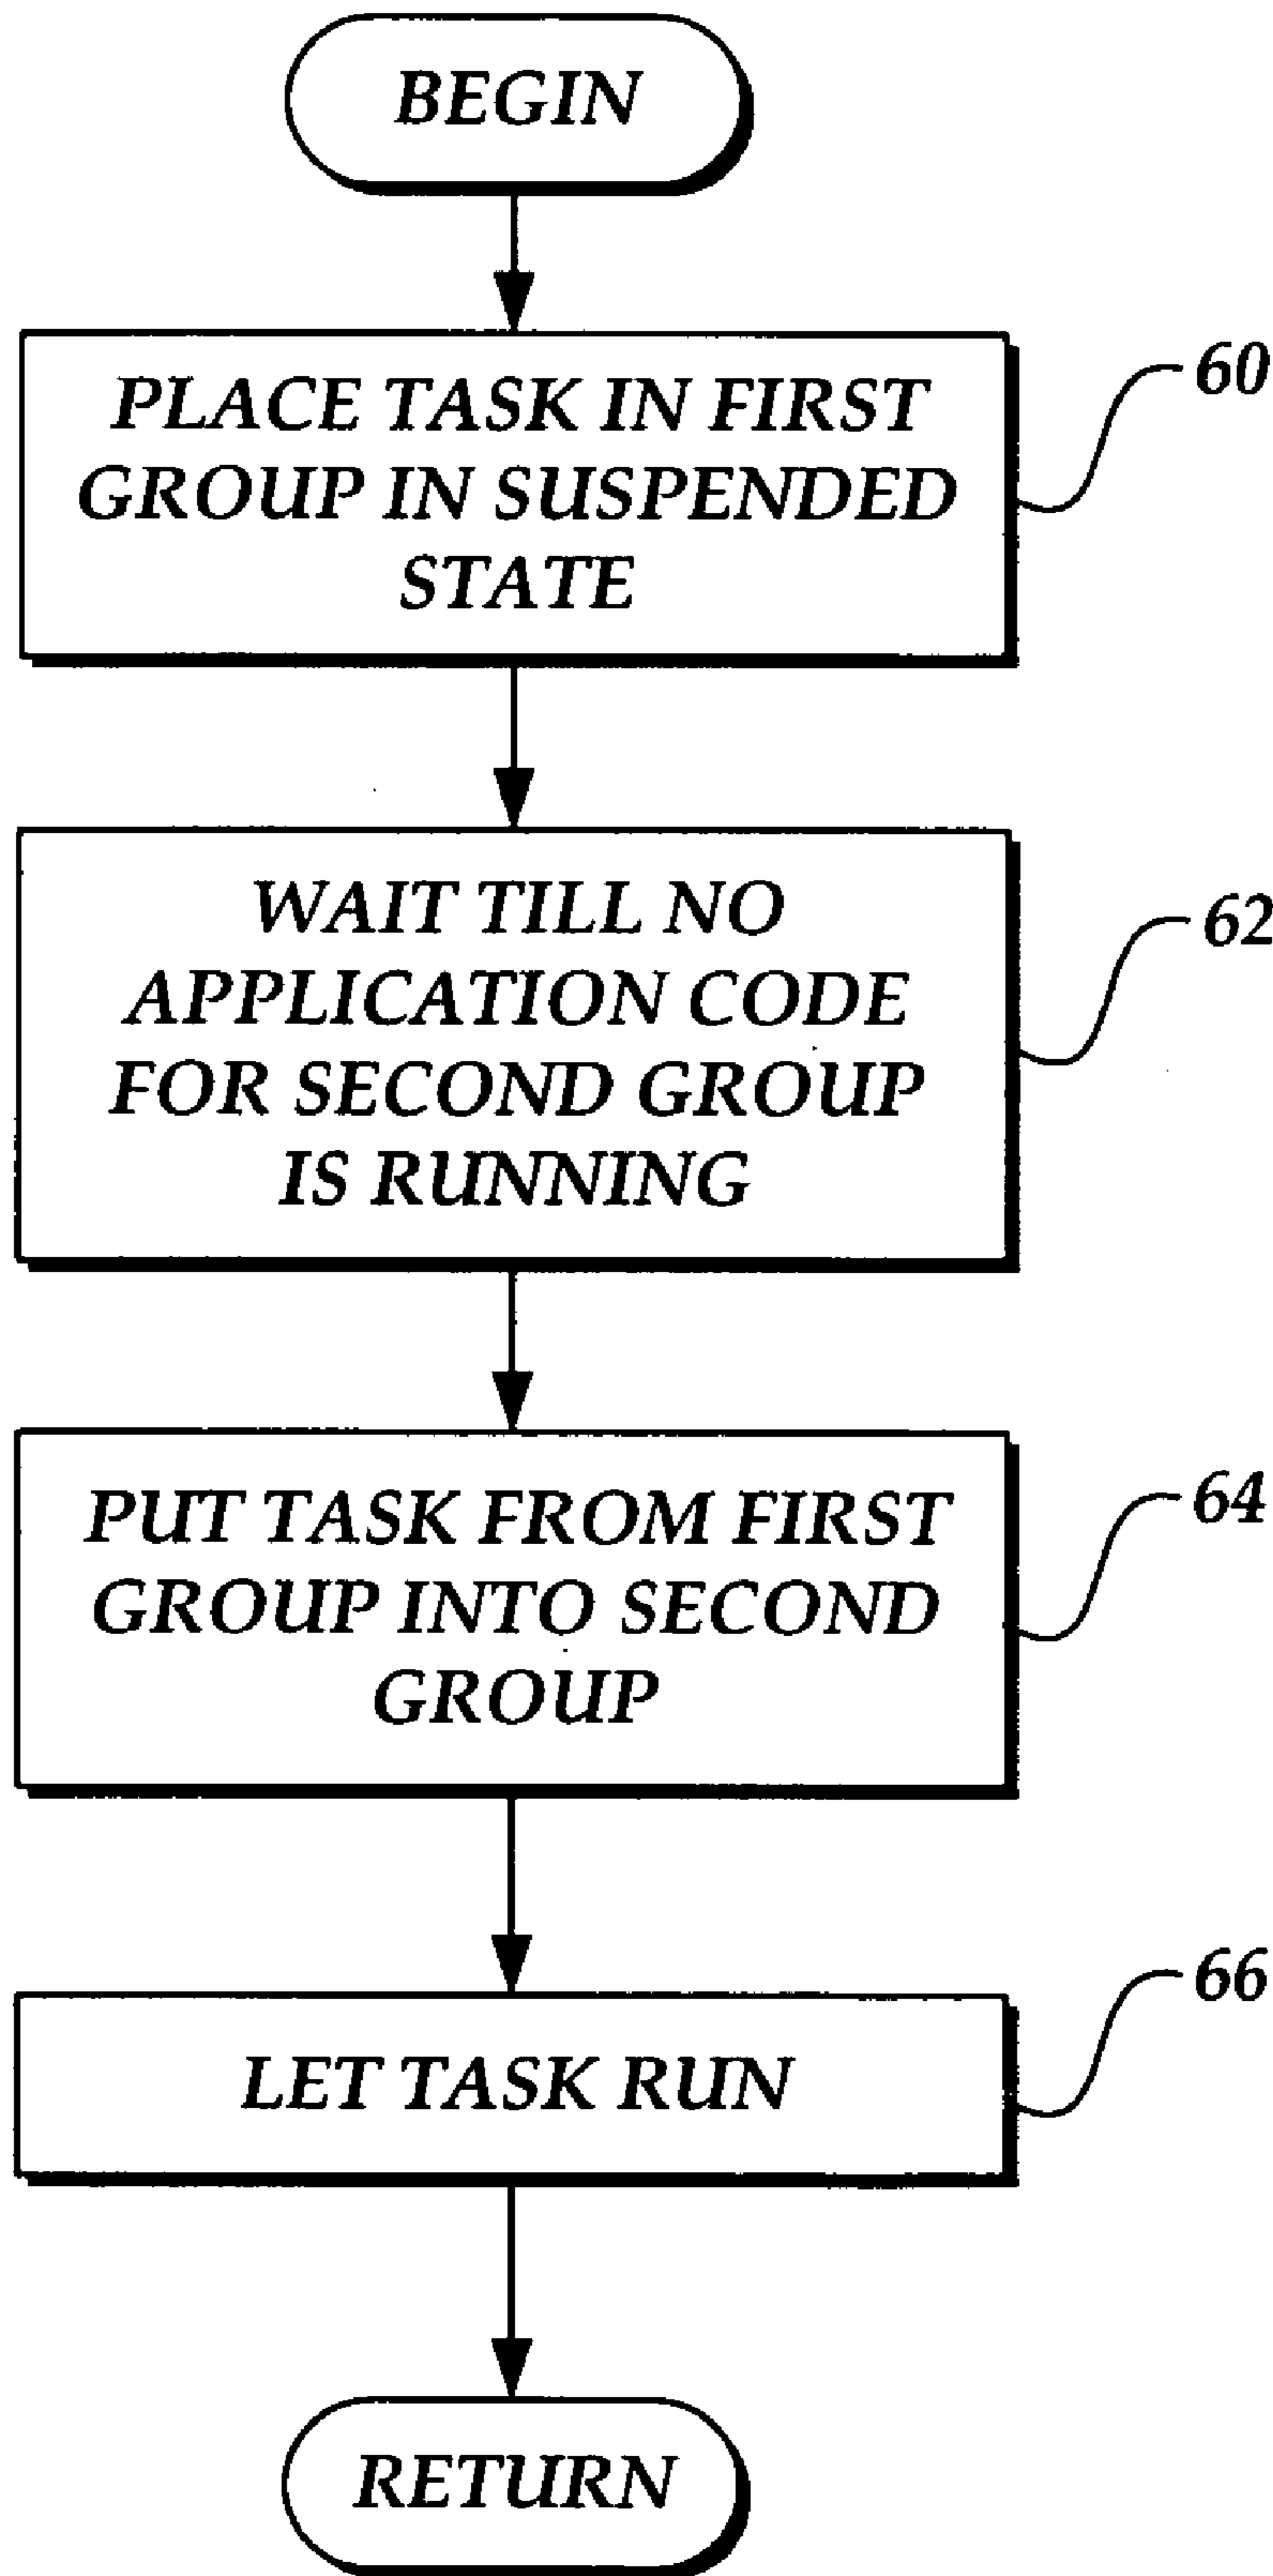 BEGIN
PLACE TASK IN FIRST
GROUP IN SUSPENDED
STATE
60
WAIT TILL NO
APPLICATION CODE
FOR SECOND GROUP
IS RUNNING
62
PUT TASK FROM FIRST
GROUP INTO SECOND
GROUP
64
LET TASK RUN
66
RETURN